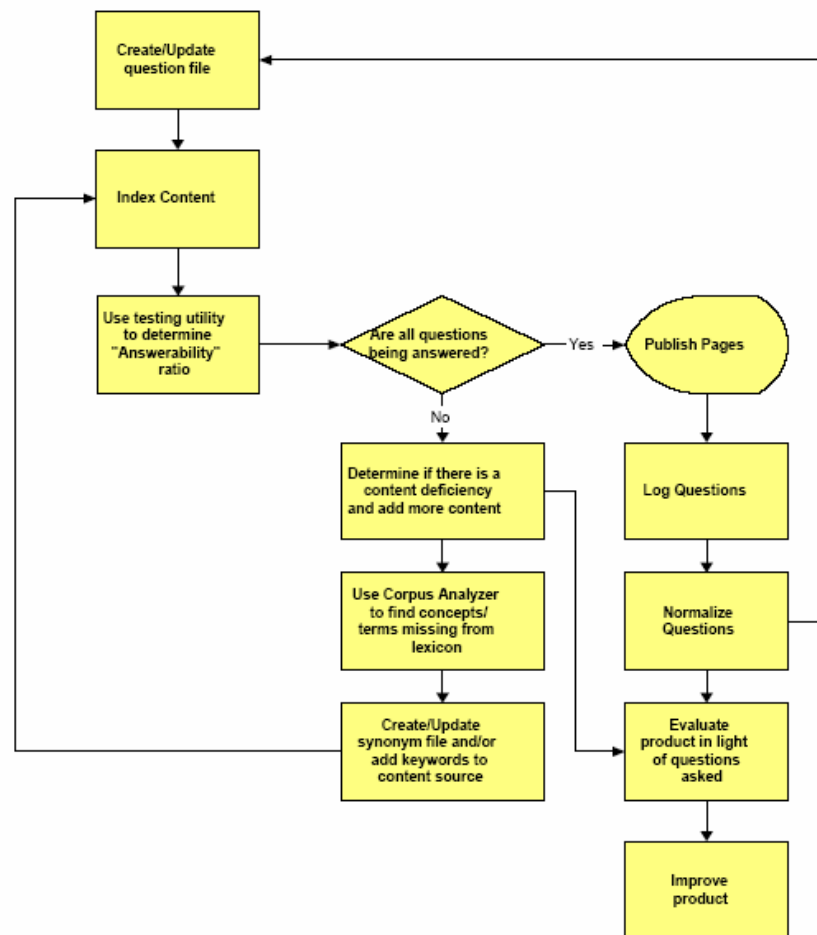 Create/Update
question file
Index Content
Use testing utility
to determine
"Answerability"
ratio
Are all questions
being answered?
Yes
Publish Pages
No
Determine if there is a
content deficiency
and add more content
Log Questions
Use Corpus Analyzer
to find concepts/
terms missing from
lexicon
Normalize
Questions
Create/Update
synonym file and/or
add keywords to
content source
Evaluate
product in light
of questions
asked
Improve
product